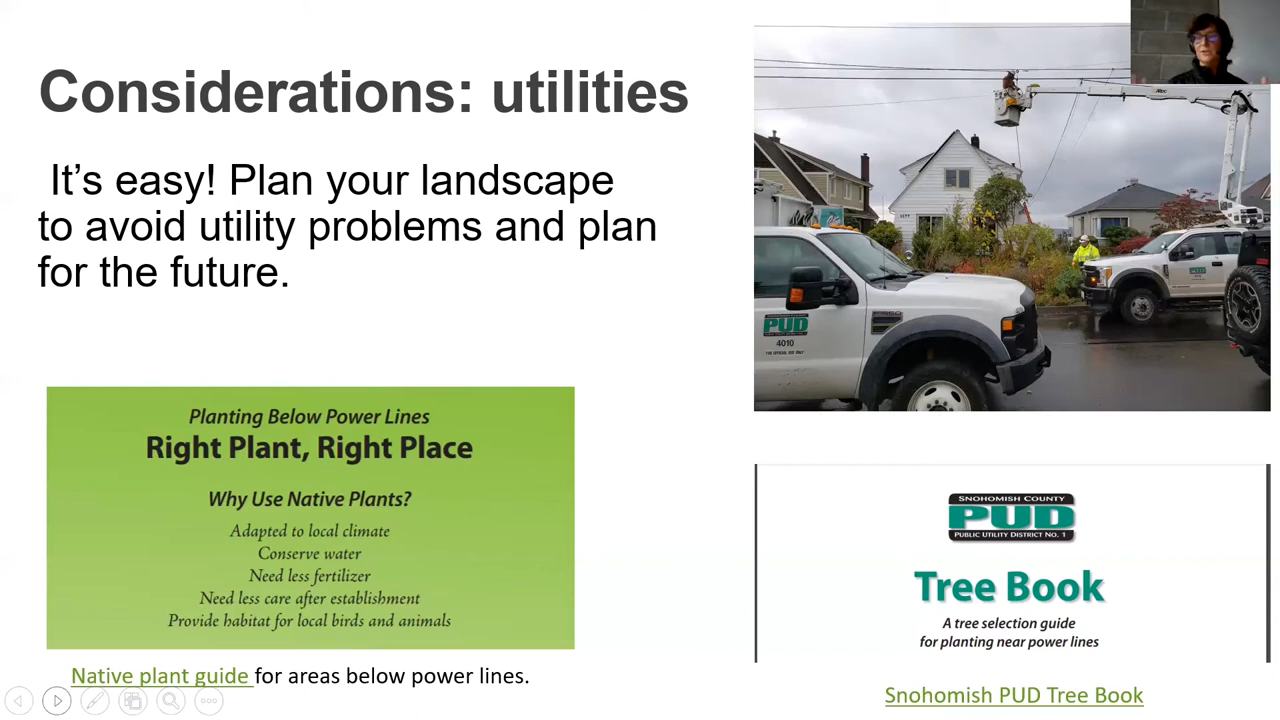 Considerations: utilities
It’s easy! Plan your landscape
to avoid utility problems and plan
for the future.
PUD
4010
Planting Below Power Lines
Right Plant, Right Place
Why Use Native Plants?
Adapted to local climate
Conserve water
Need less fertilizer
Need less care after establishment
Provide habitat for local birds and animals
Native plant guide for areas below power lines.
SNOHOMISH COUNTY
PUD
PUBLIC UTILITY DISTRICT NO. 1
Tree Book
A tree selection guide
for planting near power lines
Snohomish PUD Tree Book